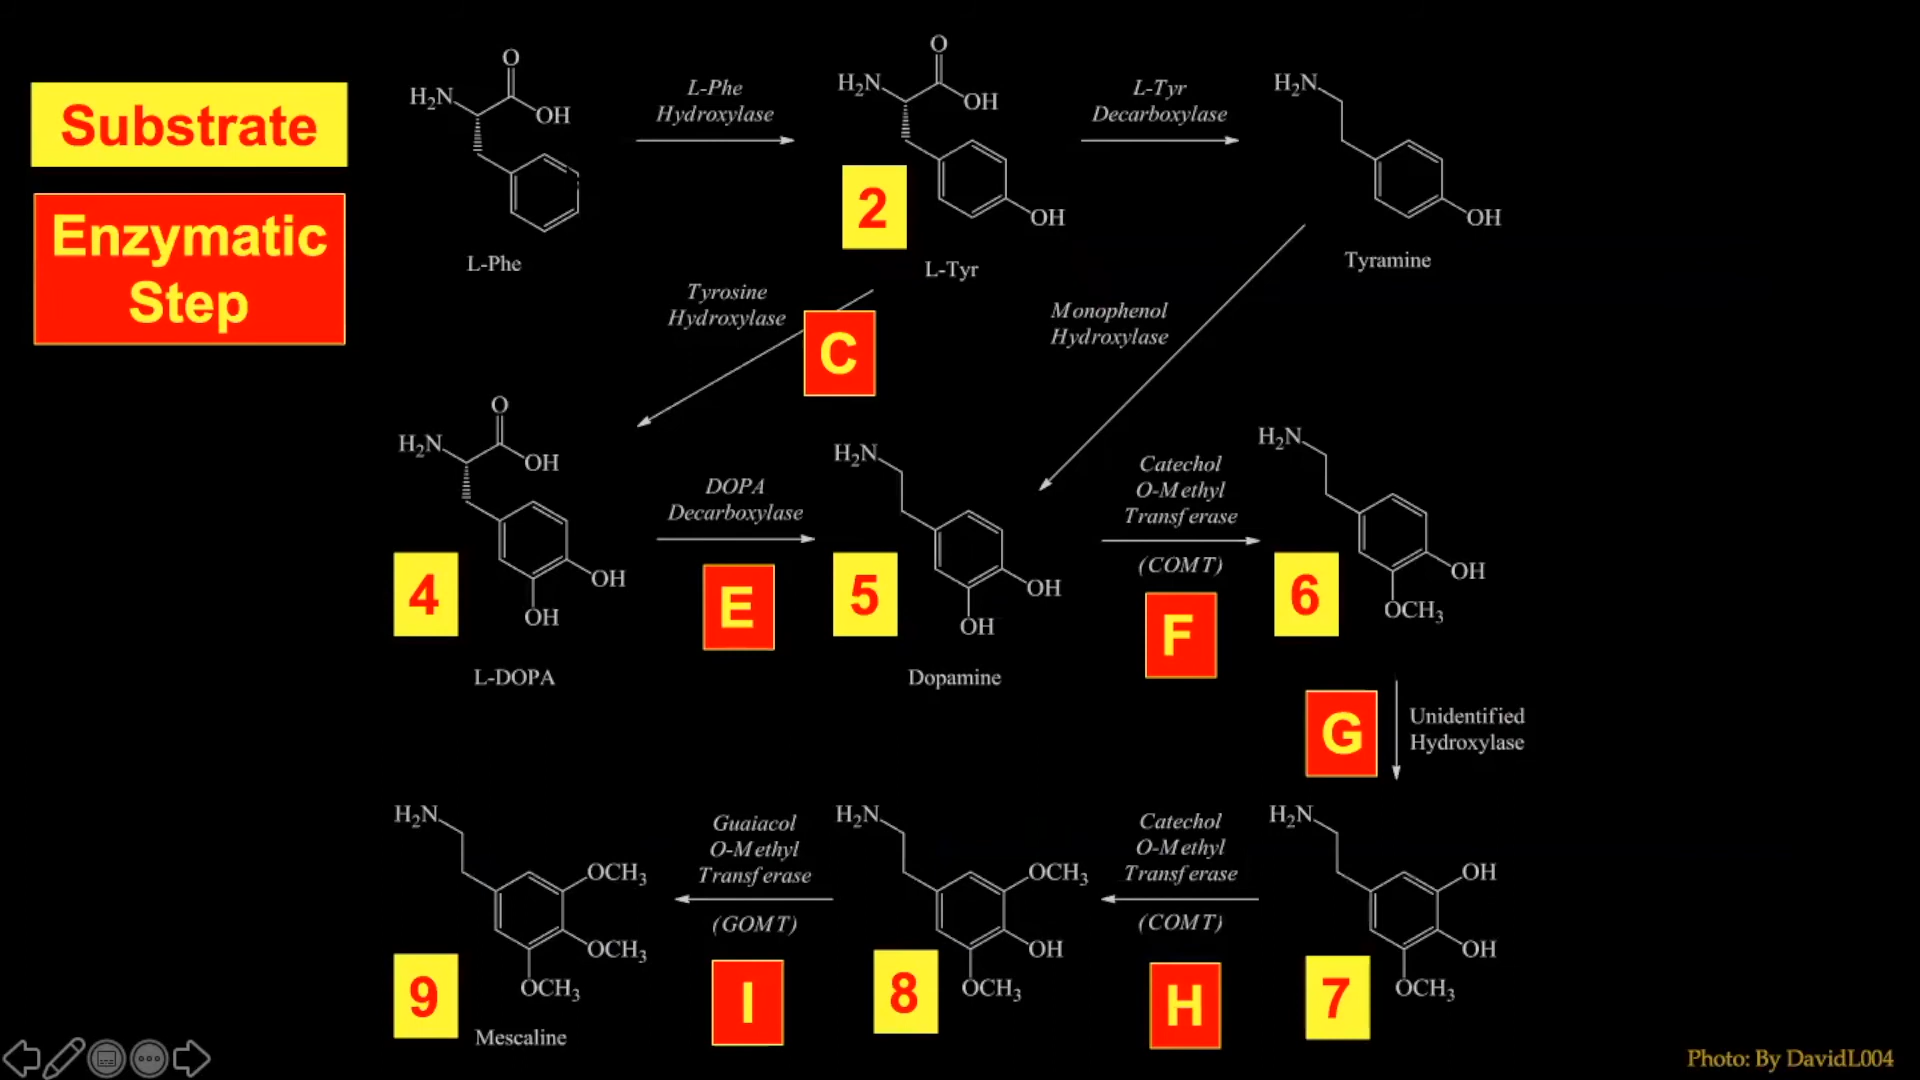 Substrate
Enzymatic
Step
H₂N
O
OH
L-Phe
L-Phe
Hydroxylase
H₂N
O
OH
OH
2
L-Tyr
L-Tyr
Decarboxylase
H₂N
OH
Tyramine
Tyrosine
Hydroxylase
C
Monophenol
Hydroxylase
H₂N
O
OH
OH
OH
4
L-DOPA
DOPA
Decarboxylase
E
H₂N
OH
OH
5
Dopamine
Catechol
O-Methyl
Transferase
(COMT)
F
H₂N
OH
OCH₃
6
G
Unidentified
Hydroxylase
H₂N
OCH₃
OCH₃
OCH₃
9
Mescaline
Guaiacol
O-Methyl
Transferase
(GOMT)
I
H₂N
OCH₃
OH
OCH₃
8
Catechol
O-Methyl
Transferase
(COMT)
H
H₂N
OH
OH
OCH₃
7
Photo: By DavidL004